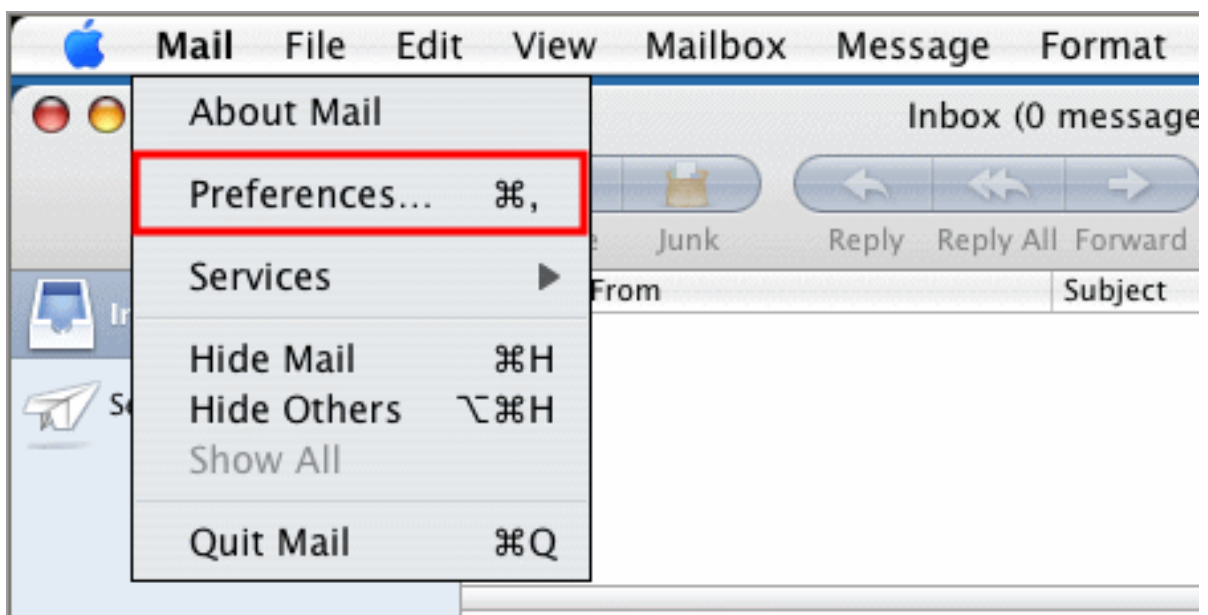 Mail File Edit View Mailbox Message Format
About Mail
Inbox (0 message
Preferences... ⌘,
Junk Reply Reply All Forward
Services
From Subject
Hide Mail ⌘H
Hide Others ⌥⌘H
Show All
Quit Mail ⌘Q